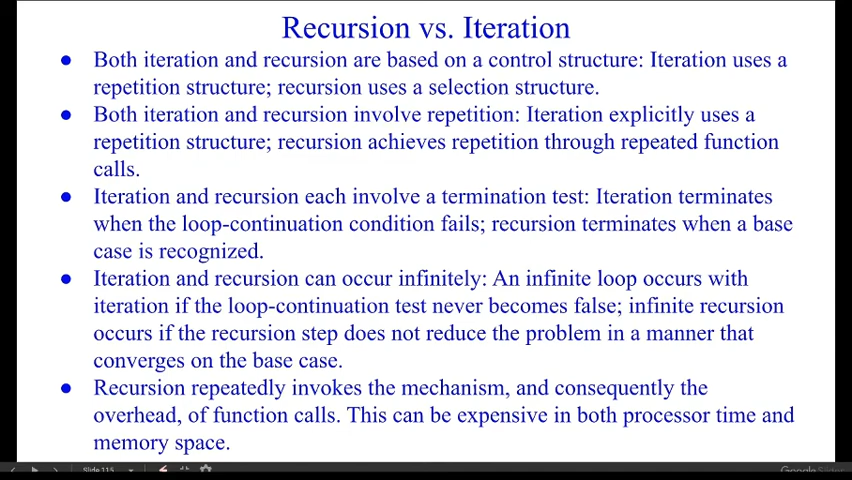 Recursion vs. Iteration
● Both iteration and recursion are based on a control structure: Iteration uses a
repetition structure; recursion uses a selection structure.
● Both iteration and recursion involve repetition: Iteration explicitly uses a
repetition structure; recursion achieves repetition through repeated function
calls.
● Iteration and recursion each involve a termination test: Iteration terminates
when the loop-continuation condition fails; recursion terminates when a base
case is recognized.
● Iteration and recursion can occur infinitely: An infinite loop occurs with
iteration if the loop-continuation test never becomes false; infinite recursion
occurs if the recursion step does not reduce the problem in a manner that
converges on the base case.
● Recursion repeatedly invokes the mechanism, and consequently the
overhead, of function calls. This can be expensive in both processor time and
memory space.
Slide 115
Google Slides